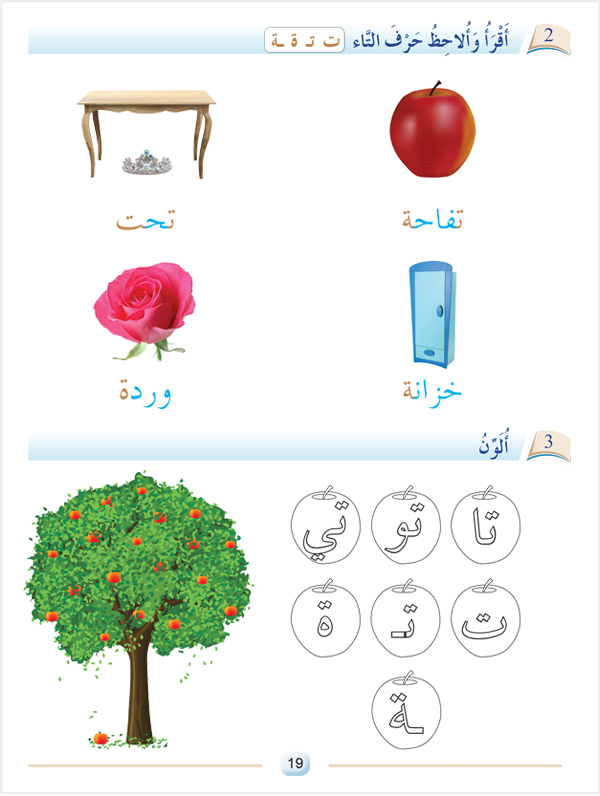 2
أَقْرَأُ وَأُلاحِظُ حَرْفَ التَّاء ت تـ ة ـة
تفاحة
تحت
خزانة
وردة
3
أُلَوِّنُ
تا تو تي
ت تـ ة
ـة
19